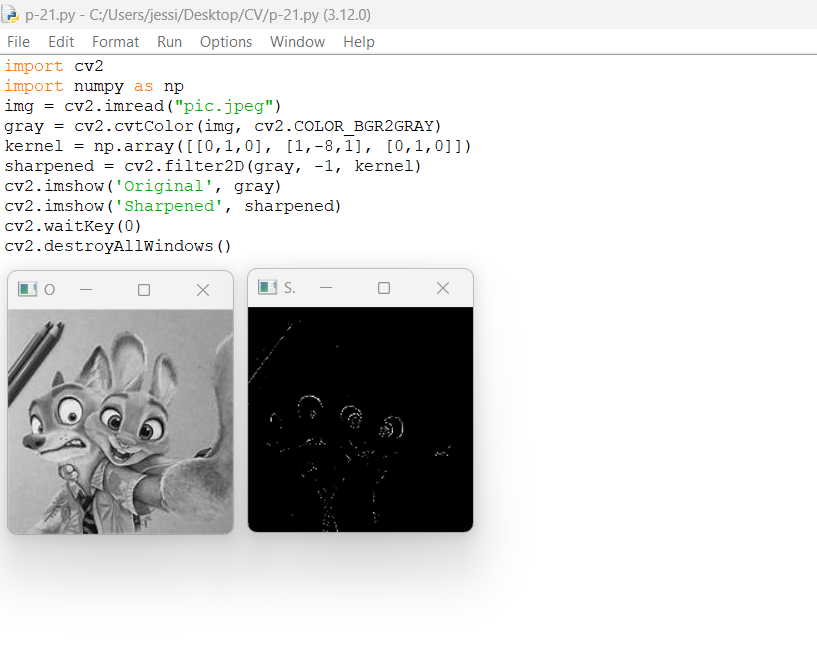 p-21.py - C:/Users/jessi/Desktop/CV/p-21.py (3.12.0)
File Edit Format Run Options Window Help
import cv2
import numpy as np
img = cv2.imread("pic.jpeg")
gray = cv2.cvtColor(img, cv2.COLOR_BGR2GRAY)
kernel = np.array([[0,1,0], [1,-8,1], [0,1,0]])
sharpened = cv2.filter2D(gray, -1, kernel)
cv2.imshow('Original', gray)
cv2.imshow('Sharpened', sharpened)
cv2.waitKey(0)
cv2.destroyAllWindows()
O
S.